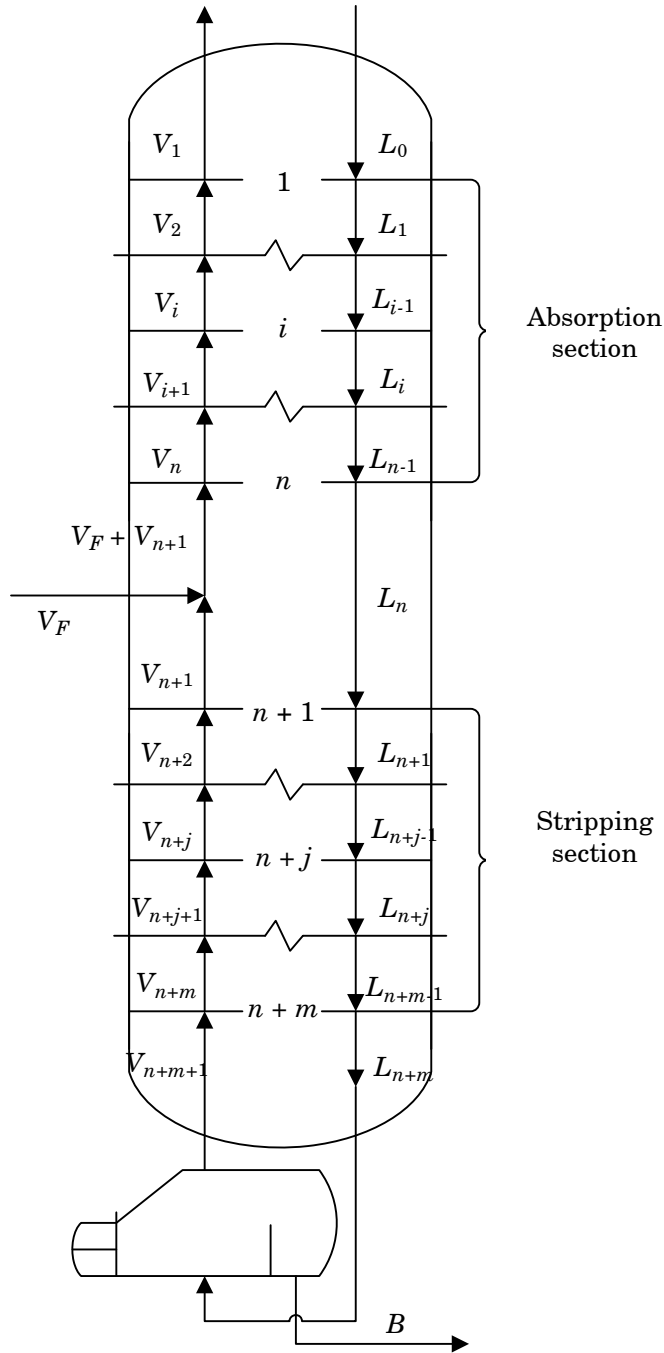 V₁ L₀
1
V₂ L₁
Vᵢ Lᵢ₋₁
i
Absorption
section
Vᵢ₊₁ Lᵢ
Vₙ Lₙ₋₁
n
V_F + Vₙ₊₁
V_F
Lₙ
Vₙ₊₁
n + 1
Vₙ₊₂ Lₙ₊₁
Vₙ₊ⱼ Lₙ₊ⱼ₋₁
n + j
Stripping
section
Vₙ₊ⱼ₊₁ Lₙ₊ⱼ
Vₙ₊ₘ Lₙ₊ₘ₋₁
n + m
Vₙ₊ₘ₊₁ Lₙ₊ₘ
B